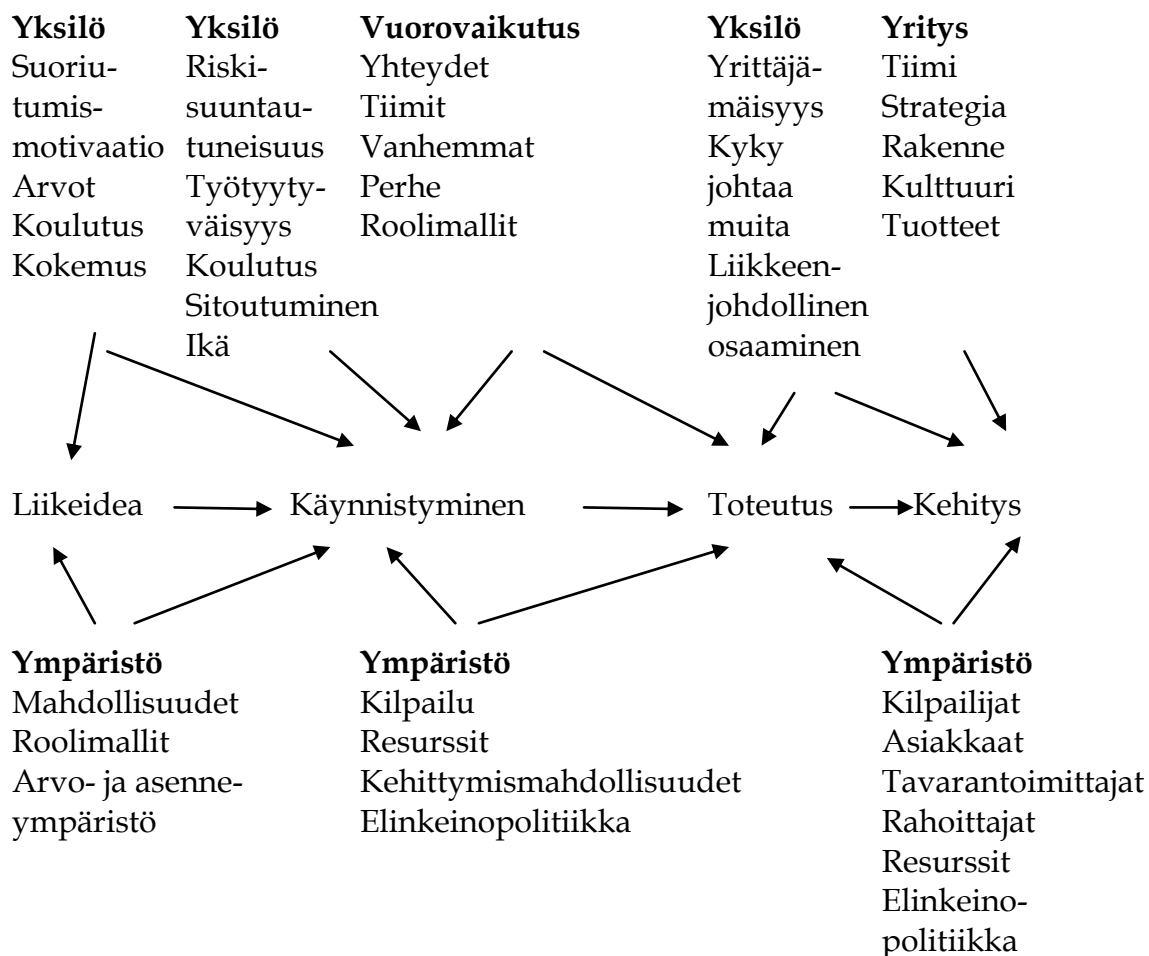 Yksilö
Suoriu-
tumis-
motivaatio
Arvot
Koulutus
Kokemus
Yksilö
Riski-
suuntau-
tuneisuus
Työtyyty-
väisyys
Koulutus
Sitoutuminen
Ikä
Vuorovaikutus
Yhteydet
Tiimit
Vanhemmat
Perhe
Roolimallit
Yksilö
Yrittäjä-
mäisyys
Kyky
johtaa
muita
Liikkeen-
johdollinen
osaaminen
Yritys
Tiimi
Strategia
Rakenne
Kulttuuri
Tuotteet
Liikeidea
Käynnistyminen
Toteutus
Kehitys
Ympäristö
Mahdollisuudet
Roolimallit
Arvo- ja asenne-
ympäristö
Ympäristö
Kilpailu
Resurssit
Kehittymismahdollisuudet
Elinkeinopolitiikka
Ympäristö
Kilpailijat
Asiakkaat
Tavarantoimittajat
Rahoittajat
Resurssit
Elinkeino-
politiikka